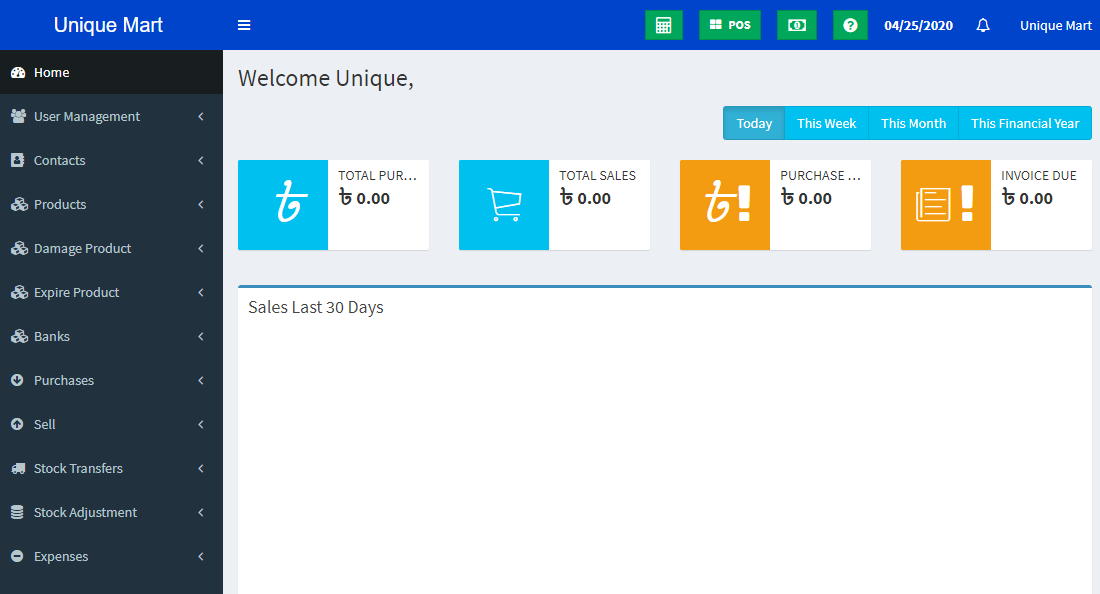 Unique Mart
POS
04/25/2020
Unique Mart
Home
User Management
Contacts
Products
Damage Product
Expire Product
Banks
Purchases
Sell
Stock Transfers
Stock Adjustment
Expenses
Welcome Unique,
Today This Week This Month This Financial Year
৳
TOTAL PUR...
৳ 0.00
TOTAL SALES
৳ 0.00
৳!
PURCHASE ...
৳ 0.00
!
INVOICE DUE
৳ 0.00
Sales Last 30 Days